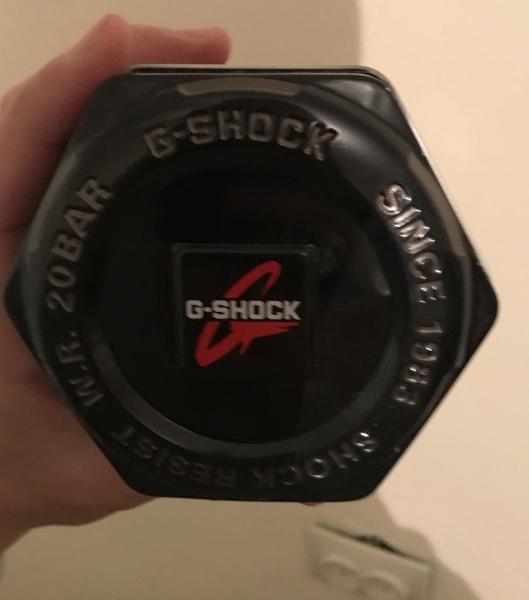 G-SHOCK
SINCE 1983
SHOCK RESIST
W.R. 20BAR
G-SHOCK